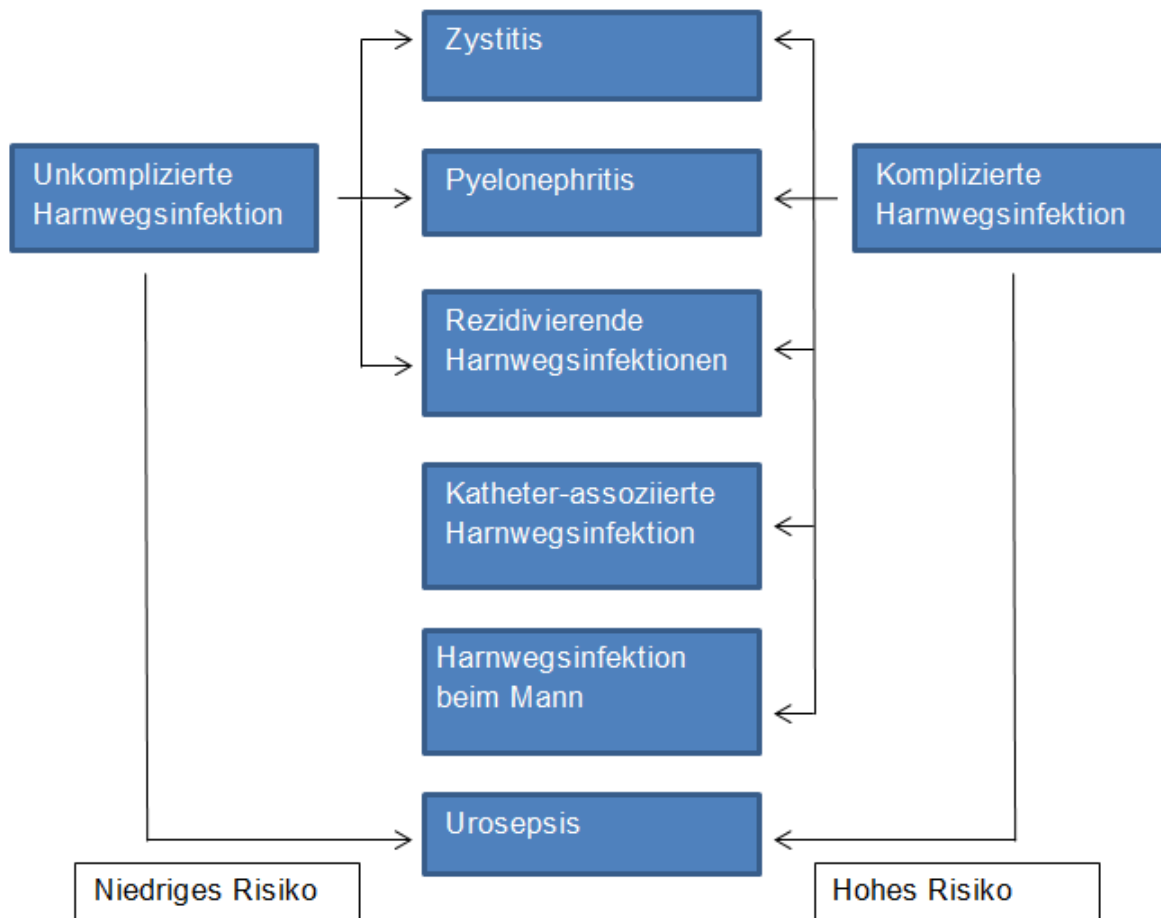 Zystitis
Unkomplizierte
Harnwegsinfektion
Pyelonephritis
Komplizierte
Harnwegsinfektion
Rezidivierende
Harnwegsinfektionen
Katheter-assoziierte
Harnwegsinfektion
Harnwegsinfektion
beim Mann
Urosepsis
Niedriges Risiko
Hohes Risiko